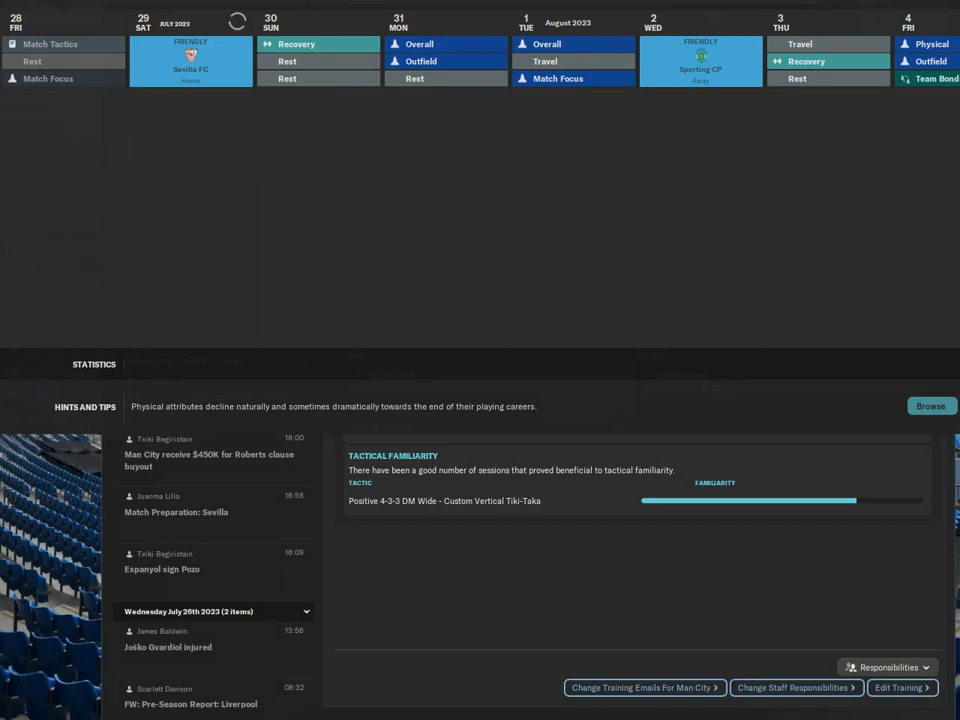 28
FRI
29
SAT
JULY 2023
30
SUN
31
MON
1
TUE
August 2023
2
WED
3
THU
4
FRI
Match Tactics
Rest
Match Focus
FRIENDLY
Sevilla FC
Home
Recovery
Rest
Rest
Overall
Outfield
Rest
Overall
Travel
Match Focus
FRIENDLY
Sporting CP
Away
Travel
Recovery
Rest
Physical
Outfield
Team Bond
STATISTICS
HINTS AND TIPS
Physical attributes decline naturally and sometimes dramatically towards the end of their playing careers.
Browse
Txiki Begiristain
18:00
Man City receive $450K for Roberts clause
buyout
Juanma Lillo
16:58
Match Preparation: Sevilla
Txiki Begiristain
16:09
Espanyol sign Pozo
Wednesday July 26th 2023 (2 items)
James Baldwin
13:56
Joško Gvardiol injured
Scarlett Davison
08:32
FW: Pre-Season Report: Liverpool
TACTICAL FAMILIARITY
There have been a good number of sessions that proved beneficial to tactical familiarity.
TACTIC
FAMILIARITY
Positive 4-3-3 DM Wide - Custom Vertical Tiki-Taka
Responsibilities
Change Training Emails For Man City
Change Staff Responsibilities
Edit Training